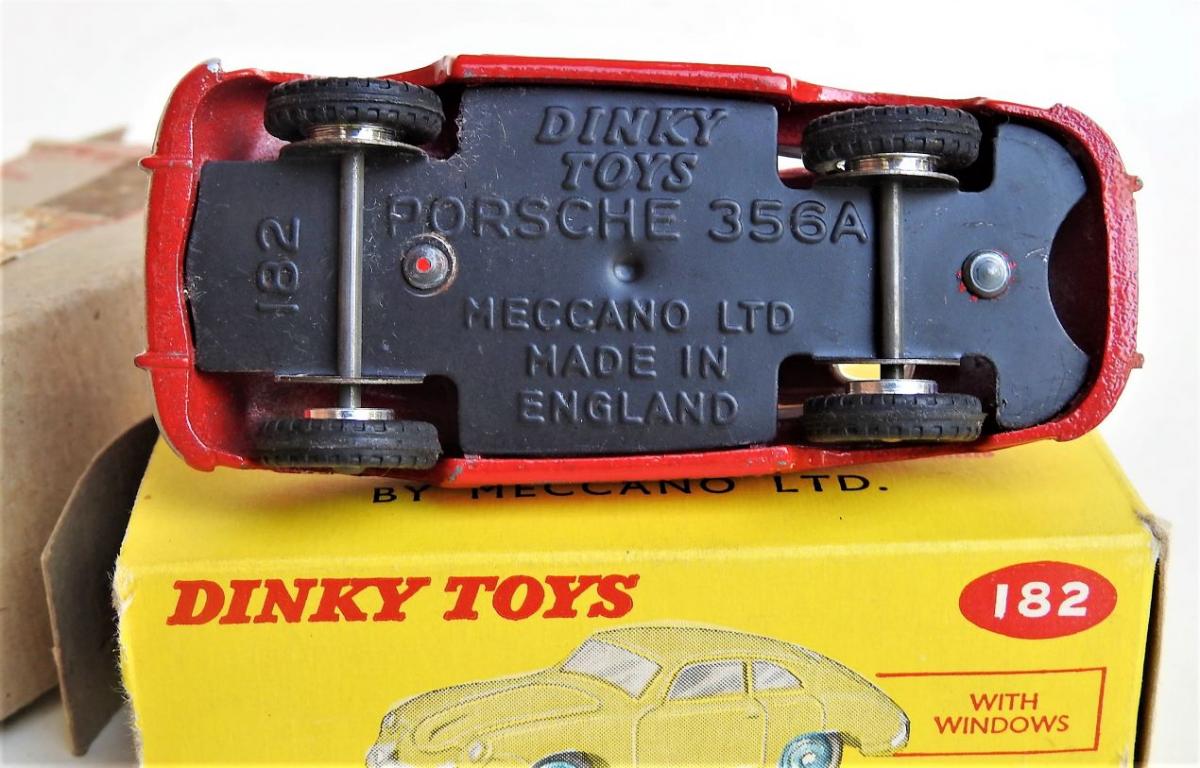 DINKY
TOYS
PORSCHE 356A
182
MECCANO LTD
MADE IN
ENGLAND
BY MECCANO LTD.
DINKY TOYS
182
WITH
WINDOWS